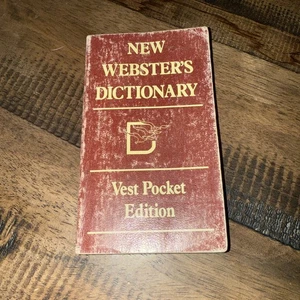 NEW
WEBSTER'S
DICTIONARY
D
Vest Pocket
Edition